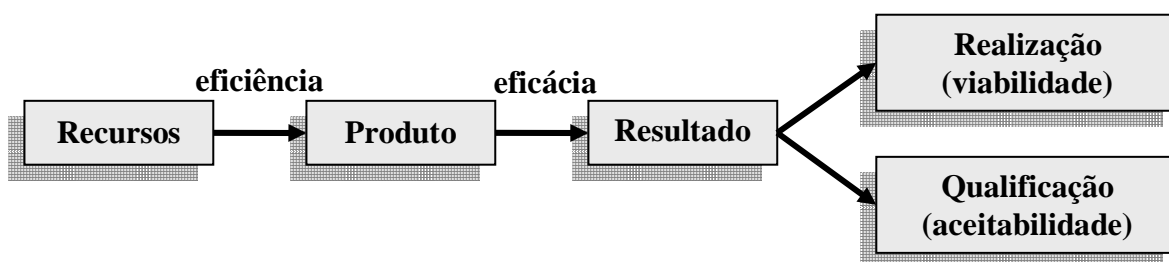 Recursos
eficiência
Produto
eficácia
Resultado
Realização
(viabilidade)
Qualificação
(aceitabilidade)